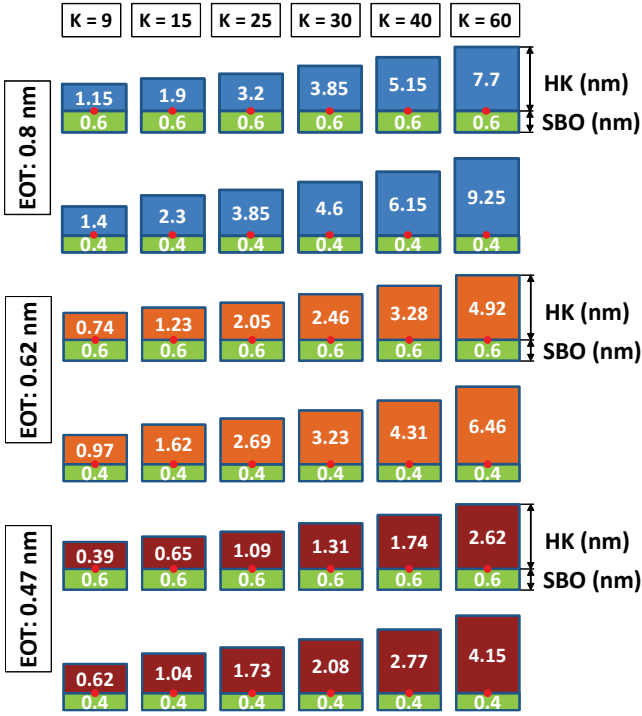 K = 9 K = 15 K = 25 K = 30 K = 40 K = 60
EOT: 0.8 nm
1.15 1.9 3.2 3.85 5.15 7.7 HK (nm)
0.6 0.6 0.6 0.6 0.6 0.6 SBO (nm)
1.4 2.3 3.85 4.6 6.15 9.25
0.4 0.4 0.4 0.4 0.4 0.4
EOT: 0.62 nm
0.74 1.23 2.05 2.46 3.28 4.92 HK (nm)
0.6 0.6 0.6 0.6 0.6 0.6 SBO (nm)
0.97 1.62 2.69 3.23 4.31 6.46
0.4 0.4 0.4 0.4 0.4 0.4
EOT: 0.47 nm
0.39 0.65 1.09 1.31 1.74 2.62 HK (nm)
0.6 0.6 0.6 0.6 0.6 0.6 SBO (nm)
0.62 1.04 1.73 2.08 2.77 4.15
0.4 0.4 0.4 0.4 0.4 0.4